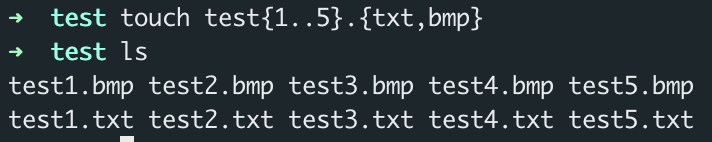 ➜ test touch test{1..5}.{txt,bmp}
➜ test ls
test1.bmp test2.bmp test3.bmp test4.bmp test5.bmp
test1.txt test2.txt test3.txt test4.txt test5.txt